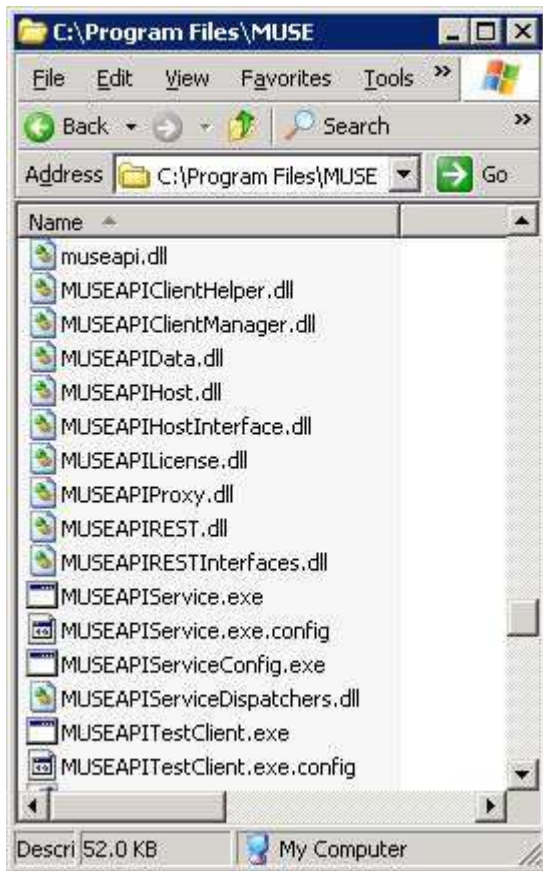 C:\Program Files\MUSE
File Edit View Favorites Tools »
Back Search »
Address C:\Program Files\MUSE Go
Name
museapi.dll
MUSEAPIClientHelper.dll
MUSEAPIClientManager.dll
MUSEAPIData.dll
MUSEAPIHost.dll
MUSEAPIHostInterface.dll
MUSEAPILicense.dll
MUSEAPIProxy.dll
MUSEAPIREST.dll
MUSEAPIRESTInterfaces.dll
MUSEAPIService.exe
MUSEAPIService.exe.config
MUSEAPIServiceConfig.exe
MUSEAPIServiceDispatchers.dll
MUSEAPITestClient.exe
MUSEAPITestClient.exe.config
Descri 52.0 KB My Computer